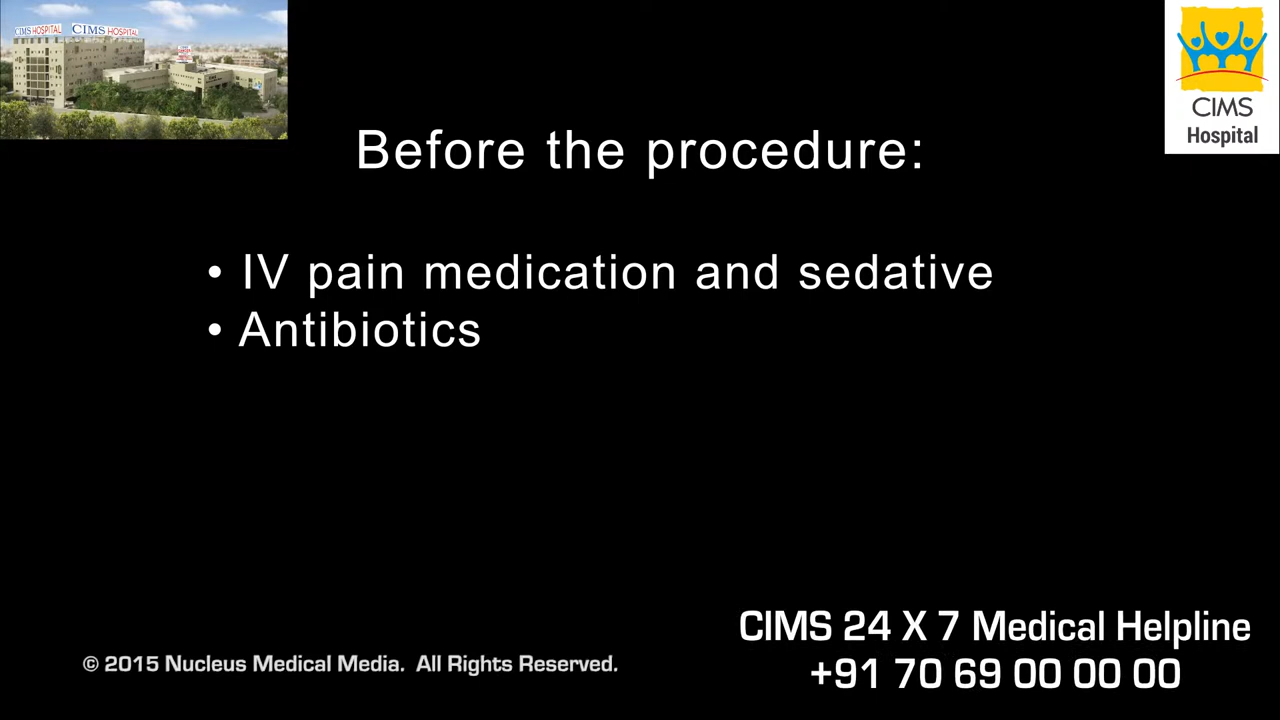 CIMS HOSPITAL CIMS HOSPITAL
CIMS
Hospital
Before the procedure:
• IV pain medication and sedative
• Antibiotics
CIMS 24 X 7 Medical Helpline
+91 70 69 00 00 00
© 2015 Nucleus Medical Media. All Rights Reserved.